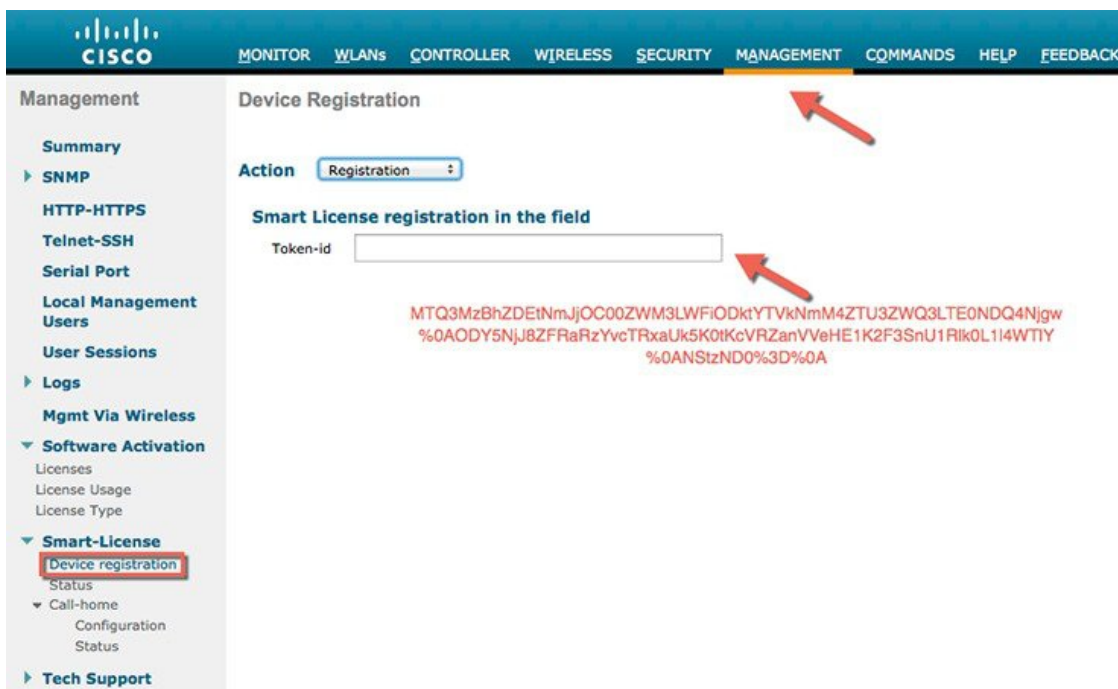 CISCO
MONITOR WLANs CONTROLLER WIRELESS SECURITY MANAGEMENT COMMANDS HELP FEEDBACK
Management
Summary
SNMP
HTTP-HTTPS
Telnet-SSH
Serial Port
Local Management
Users
User Sessions
Logs
Mgmt Via Wireless
Software Activation
Licenses
License Usage
License Type
Smart-License
Device registration
Status
Call-home
Configuration
Status
Tech Support
Device Registration
Action Registration
Smart License registration in the field
Token-id
MTQ3MzBhZDEtNmJjOC00ZWM3LWFiODktYTVkNmM4ZTU3ZWQ3LTE0NDQ4Njgw
%0AODY5NjJ8ZFRaRzYvcTRxaUk5K0tKcVRZanVVeHE1K2F3SnU1Rlk0L1l4WTlY
%0ANStzND0%3D%0A